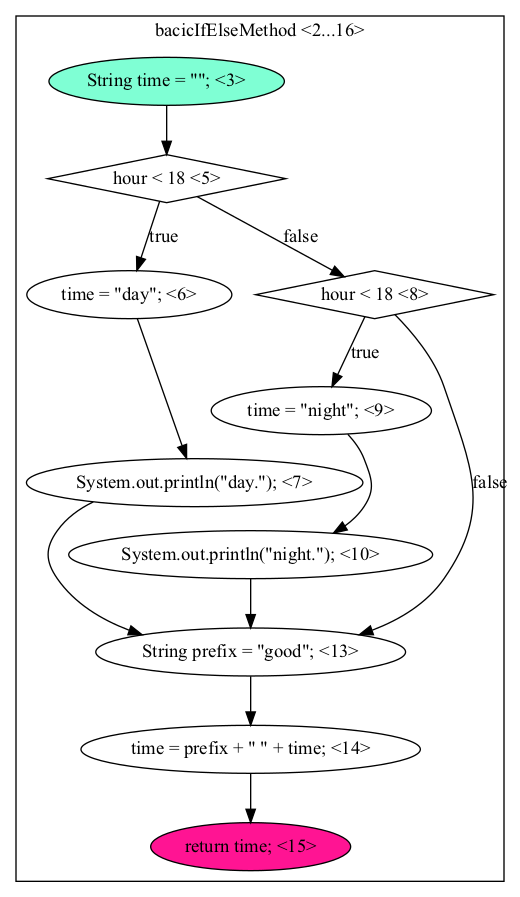 bacicIfElseMethod <2...16>
String time = ""; <3>
hour < 18 <5>
true
false
time = "day"; <6>
hour < 18 <8>
true
time = "night"; <9>
System.out.println("day."); <7>
false
System.out.println("night."); <10>
String prefix = "good"; <13>
time = prefix + " " + time; <14>
return time; <15>